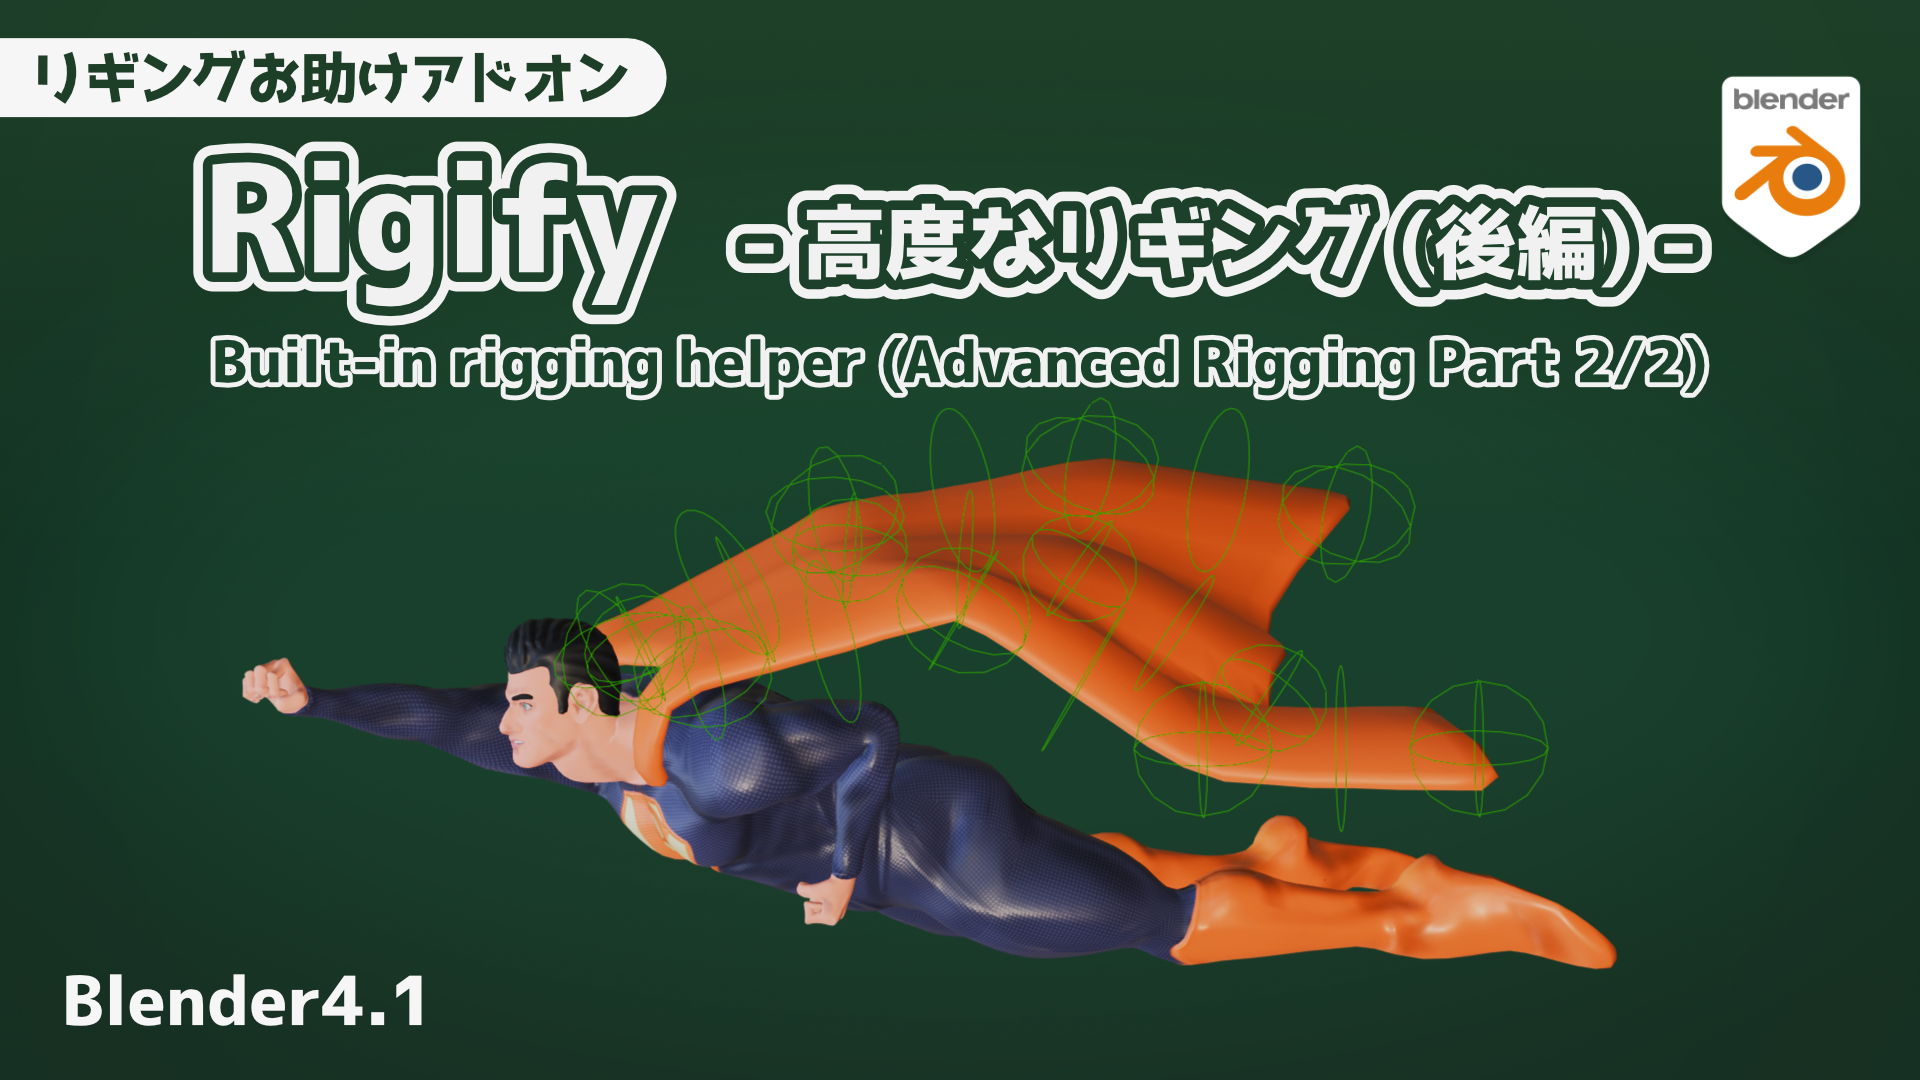 リギングお助けアドオン
blender
Rigify -高度なリギング(後編)-
Built-in rigging helper (Advanced Rigging Part 2/2)
Blender4.1